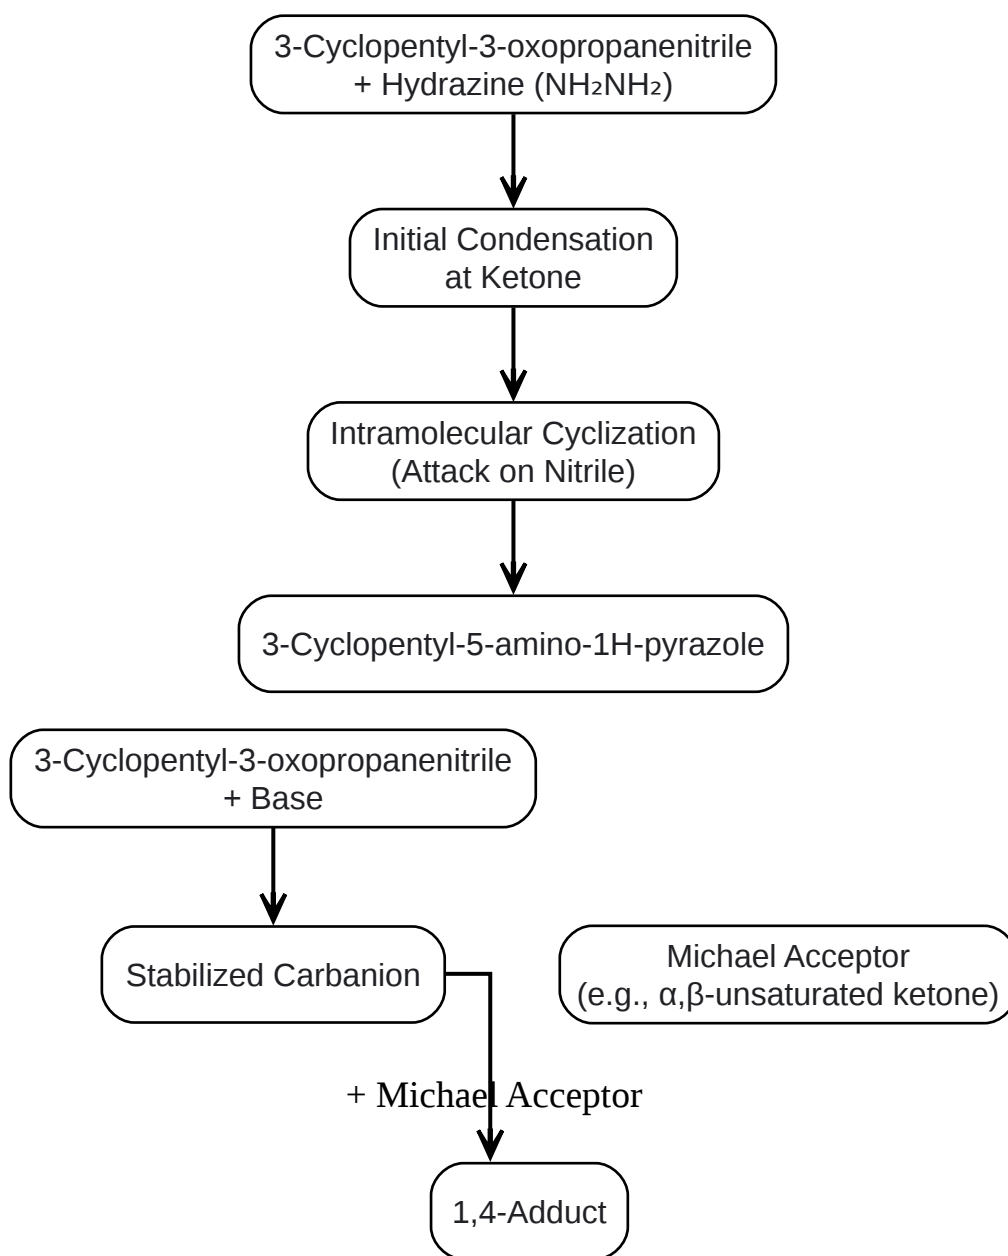 3-Cyclopentyl-3-oxopropanenitrile
+ Hydrazine (NH₂NH₂)
Initial Condensation
at Ketone
Intramolecular Cyclization
(Attack on Nitrile)
3-Cyclopentyl-5-amino-1H-pyrazole
3-Cyclopentyl-3-oxopropanenitrile
+ Base
Stabilized Carbanion
Michael Acceptor
(e.g., α,β-unsaturated ketone)
+ Michael Acceptor
1,4-Adduct